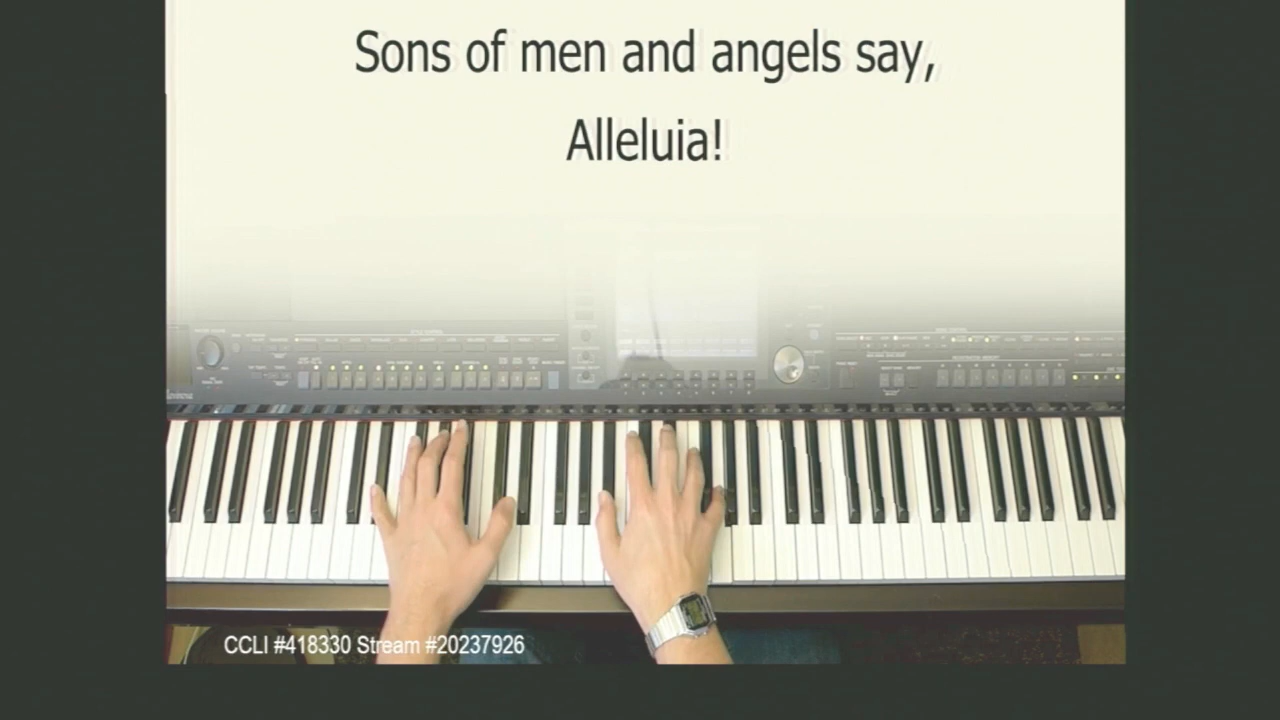 Sons of men and angels say,
Alleluia!
CCLI #418330 Stream #20237926